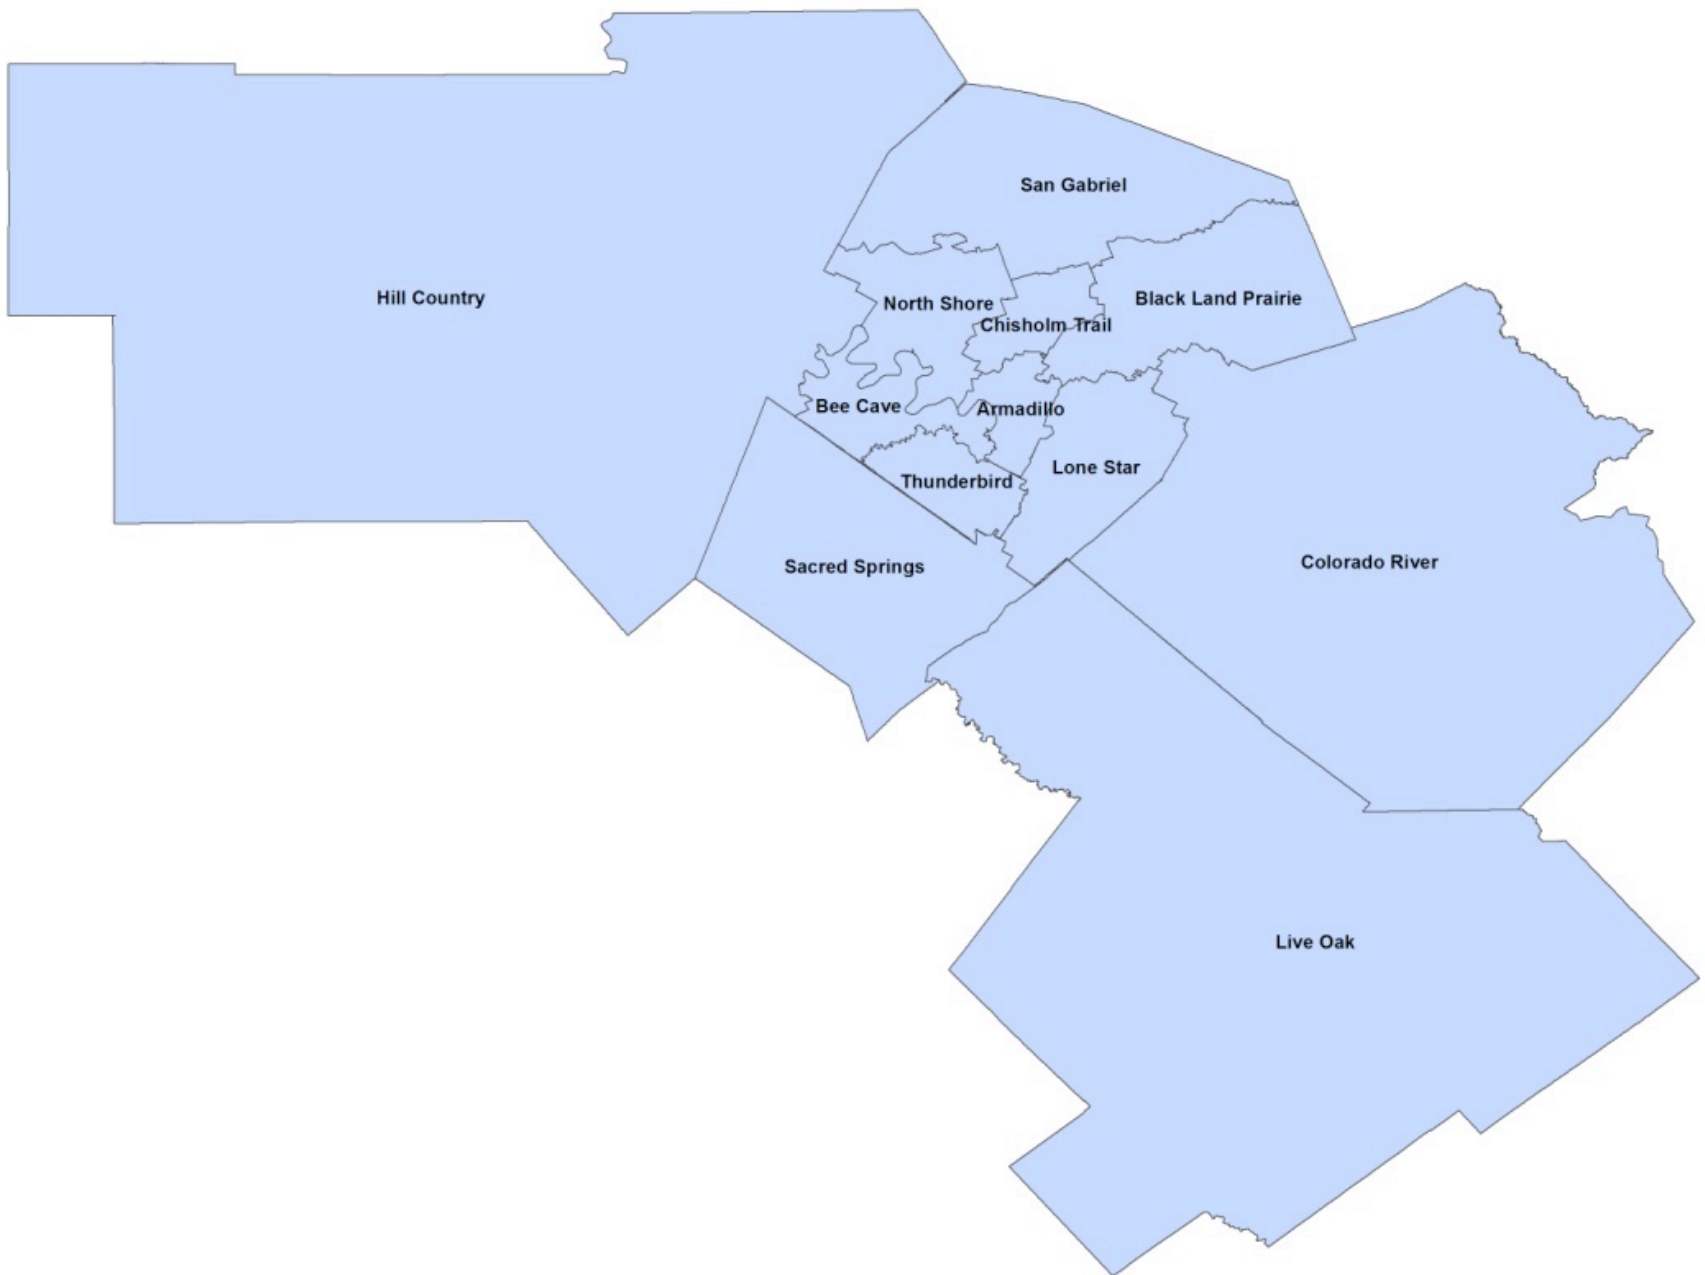 San Gabriel
Hill Country
Black Land Prairie
North Shore
Chisholm Trail
Bee Cave
Armadillo
Lone Star
Thunderbird
Colorado River
Sacred Springs
Live Oak